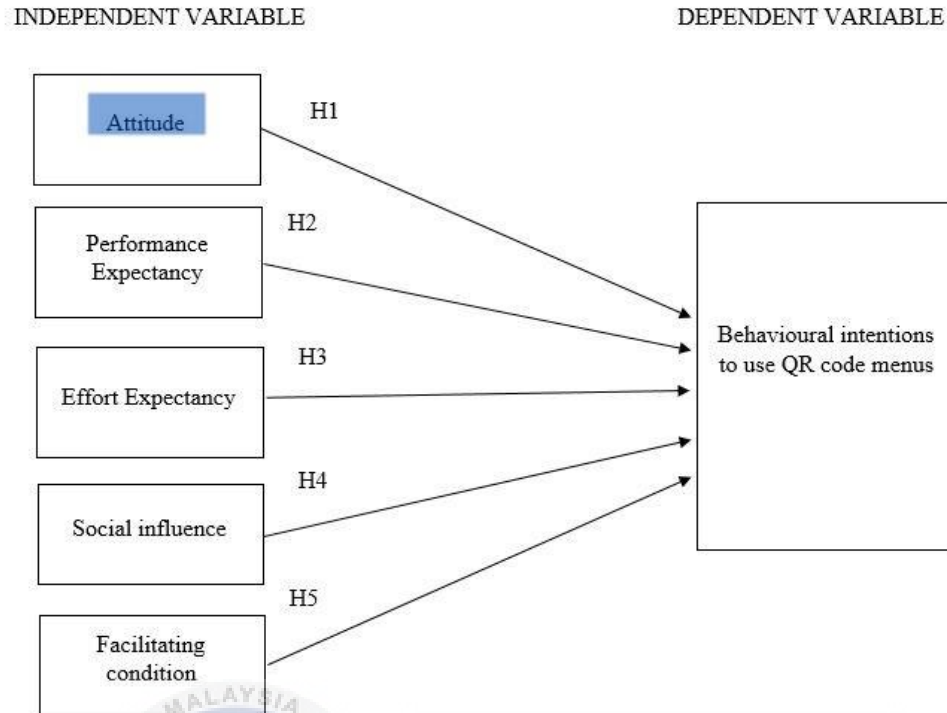 INDEPENDENT VARIABLE
DEPENDENT VARIABLE
Attitude
H1
Performance
Expectancy
H2
Effort Expectancy
H3
Social influence
H4
Facilitating
condition
H5
Behavioural intentions
to use QR code menus
MALAYSIA